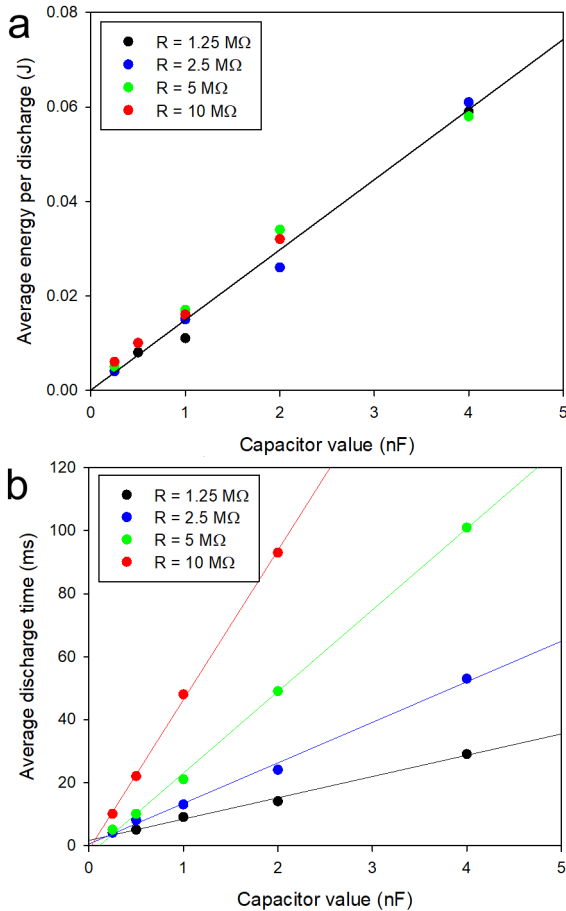 a
Average energy per discharge (J)
0.08
0.06
0.04
0.02
0.00
R = 1.25 MΩ
R = 2.5 MΩ
R = 5 MΩ
R = 10 MΩ
0 1 2 3 4 5
Capacitor value (nF)
b
Average discharge time (ms)
120
100
80
60
40
20
0
R = 1.25 MΩ
R = 2.5 MΩ
R = 5 MΩ
R = 10 MΩ
0 1 2 3 4 5
Capacitor value (nF)